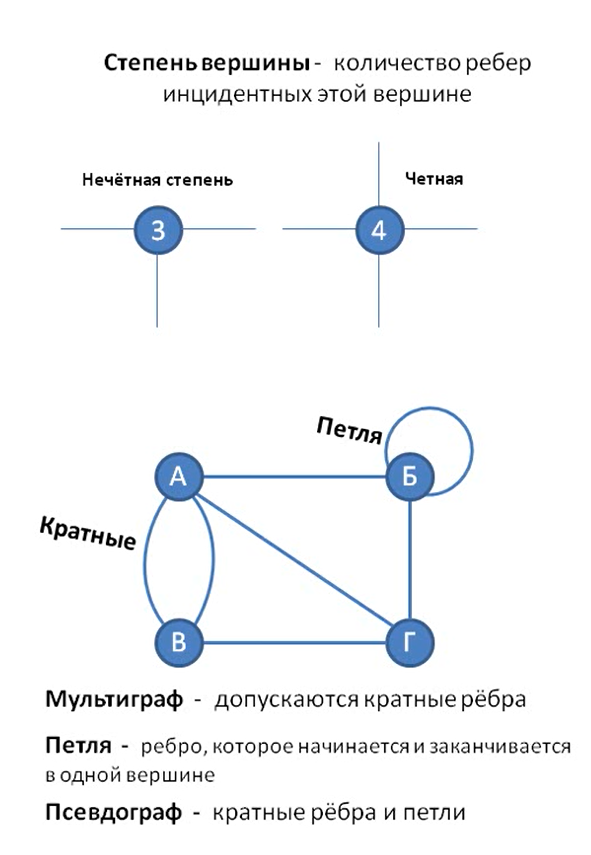 Степень вершины - количество ребер
инцидентных этой вершине
Нечётная степень
Четная
3
4
Петля
А
Б
Кратные
В
Г
Мультиграф - допускаются кратные рёбра
Петля - ребро, которое начинается и заканчивается
в одной вершине
Псевдограф - кратные рёбра и петли